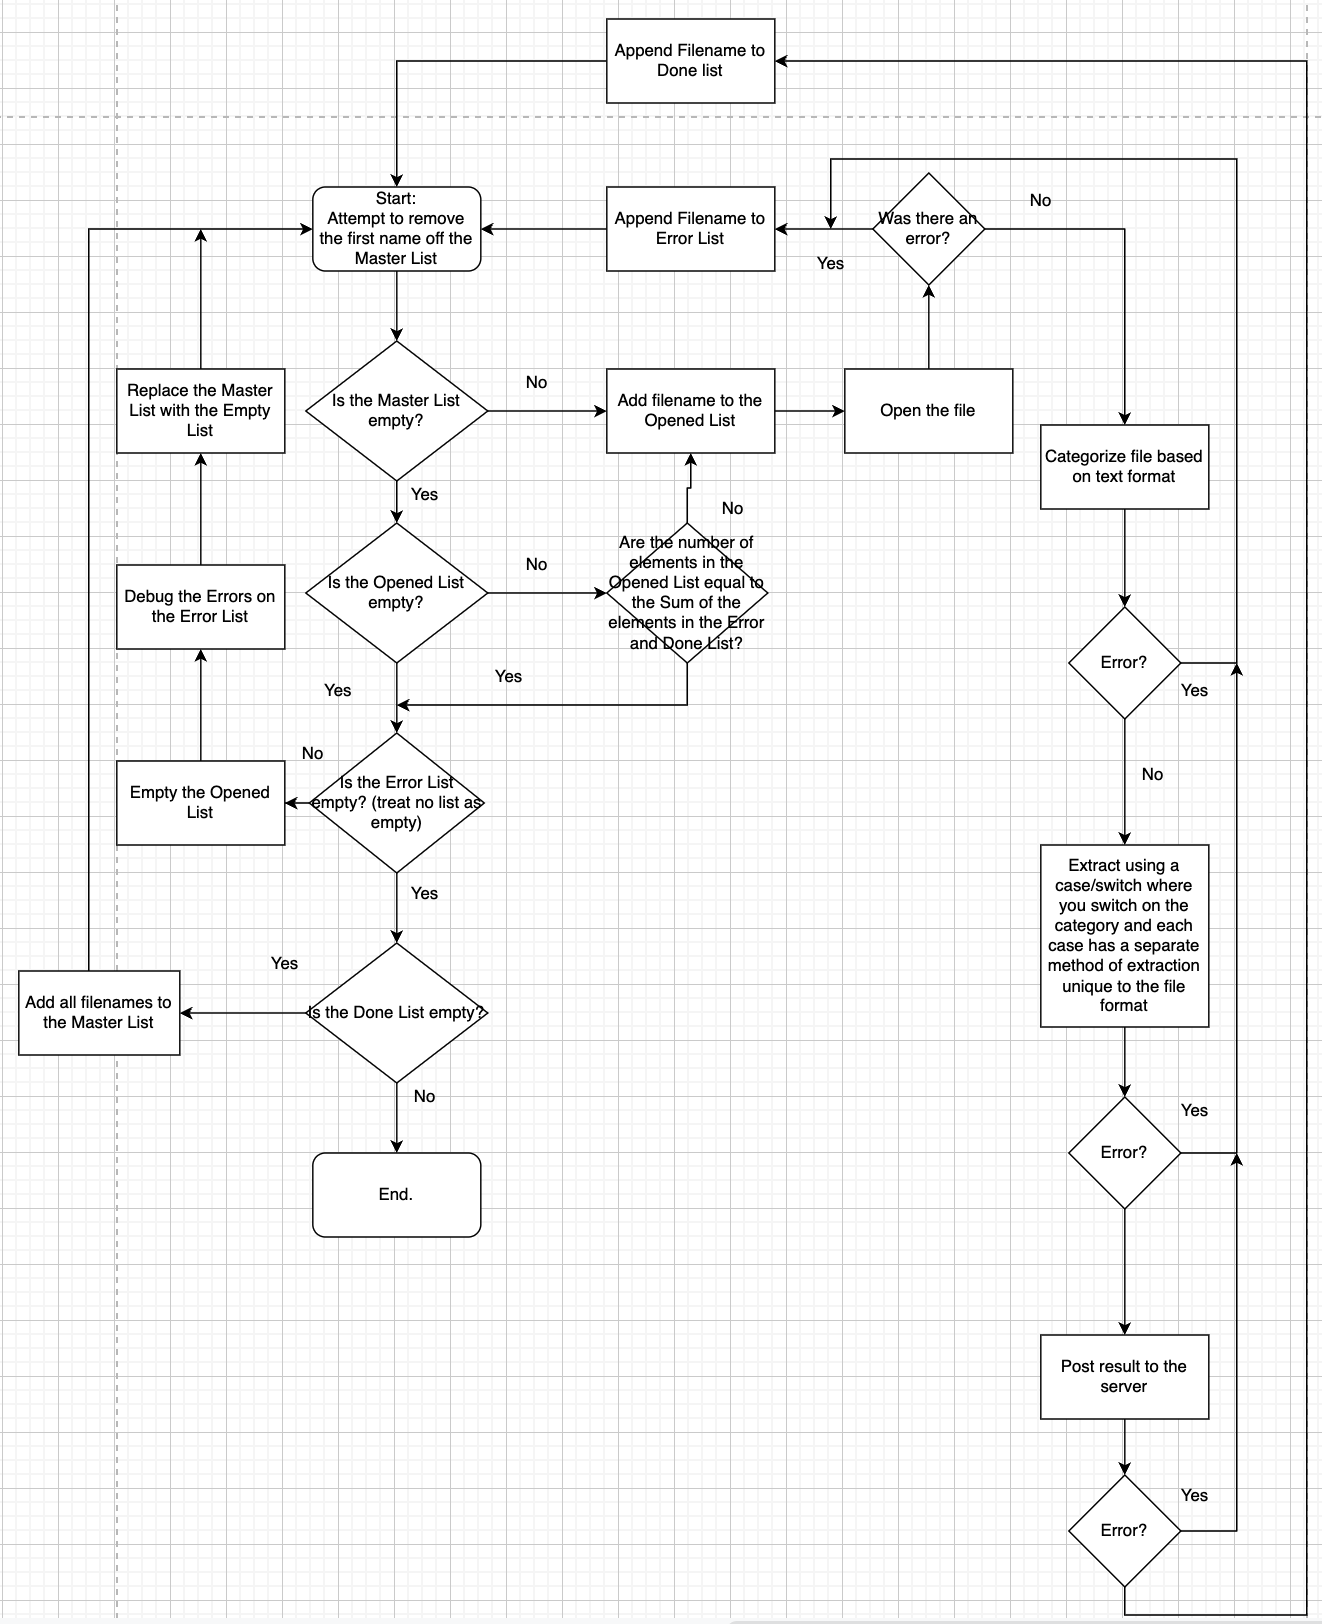 Append Filename to
Done list
Start:
Attempt to remove
the first name off the
Master List
Append Filename to
Error List
Was there an
error?
No
Yes
Replace the Master
List with the Empty
List
Is the Master List
empty?
No
Add filename to the
Opened List
Open the file
Categorize file based
on text format
Yes
No
Debug the Errors on
the Error List
Is the Opened List
empty?
No
Are the number of
elements in the
Opened List equal to
the Sum of the
elements in the Error
and Done List?
Error?
Yes
Yes
Yes
No
No
Empty the Opened
List
Is the Error List
empty? (treat no list as
empty)
Yes
Extract using a
case/switch where
you switch on the
category and each
case has a separate
method of extraction
unique to the file
format
Yes
Add all filenames to
the Master List
Is the Done List empty?
No
Yes
Error?
End.
Post result to the
server
Yes
Error?